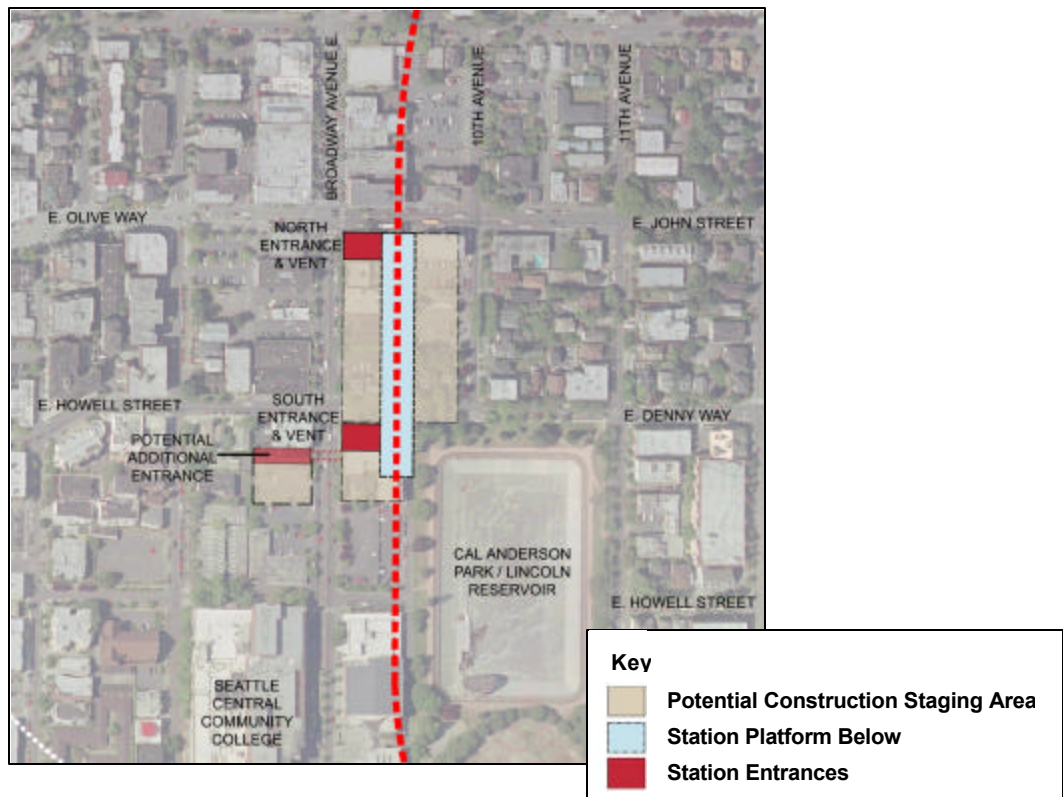 BROADWAY AVENUE E.
10TH AVENUE
11TH AVENUE
E. OLIVE WAY
E. JOHN STREET
NORTH
ENTRANCE
& VENT
E. HOWELL STREET
SOUTH
ENTRANCE
& VENT
E. DENNY WAY
POTENTIAL
ADDITIONAL
ENTRANCE
CAL ANDERSON
PARK / LINCOLN
RESERVOIR
E. HOWELL STREET
SEATTLE
CENTRAL
COMMUNITY
COLLEGE
Key
Potential Construction Staging Area
Station Platform Below
Station Entrances